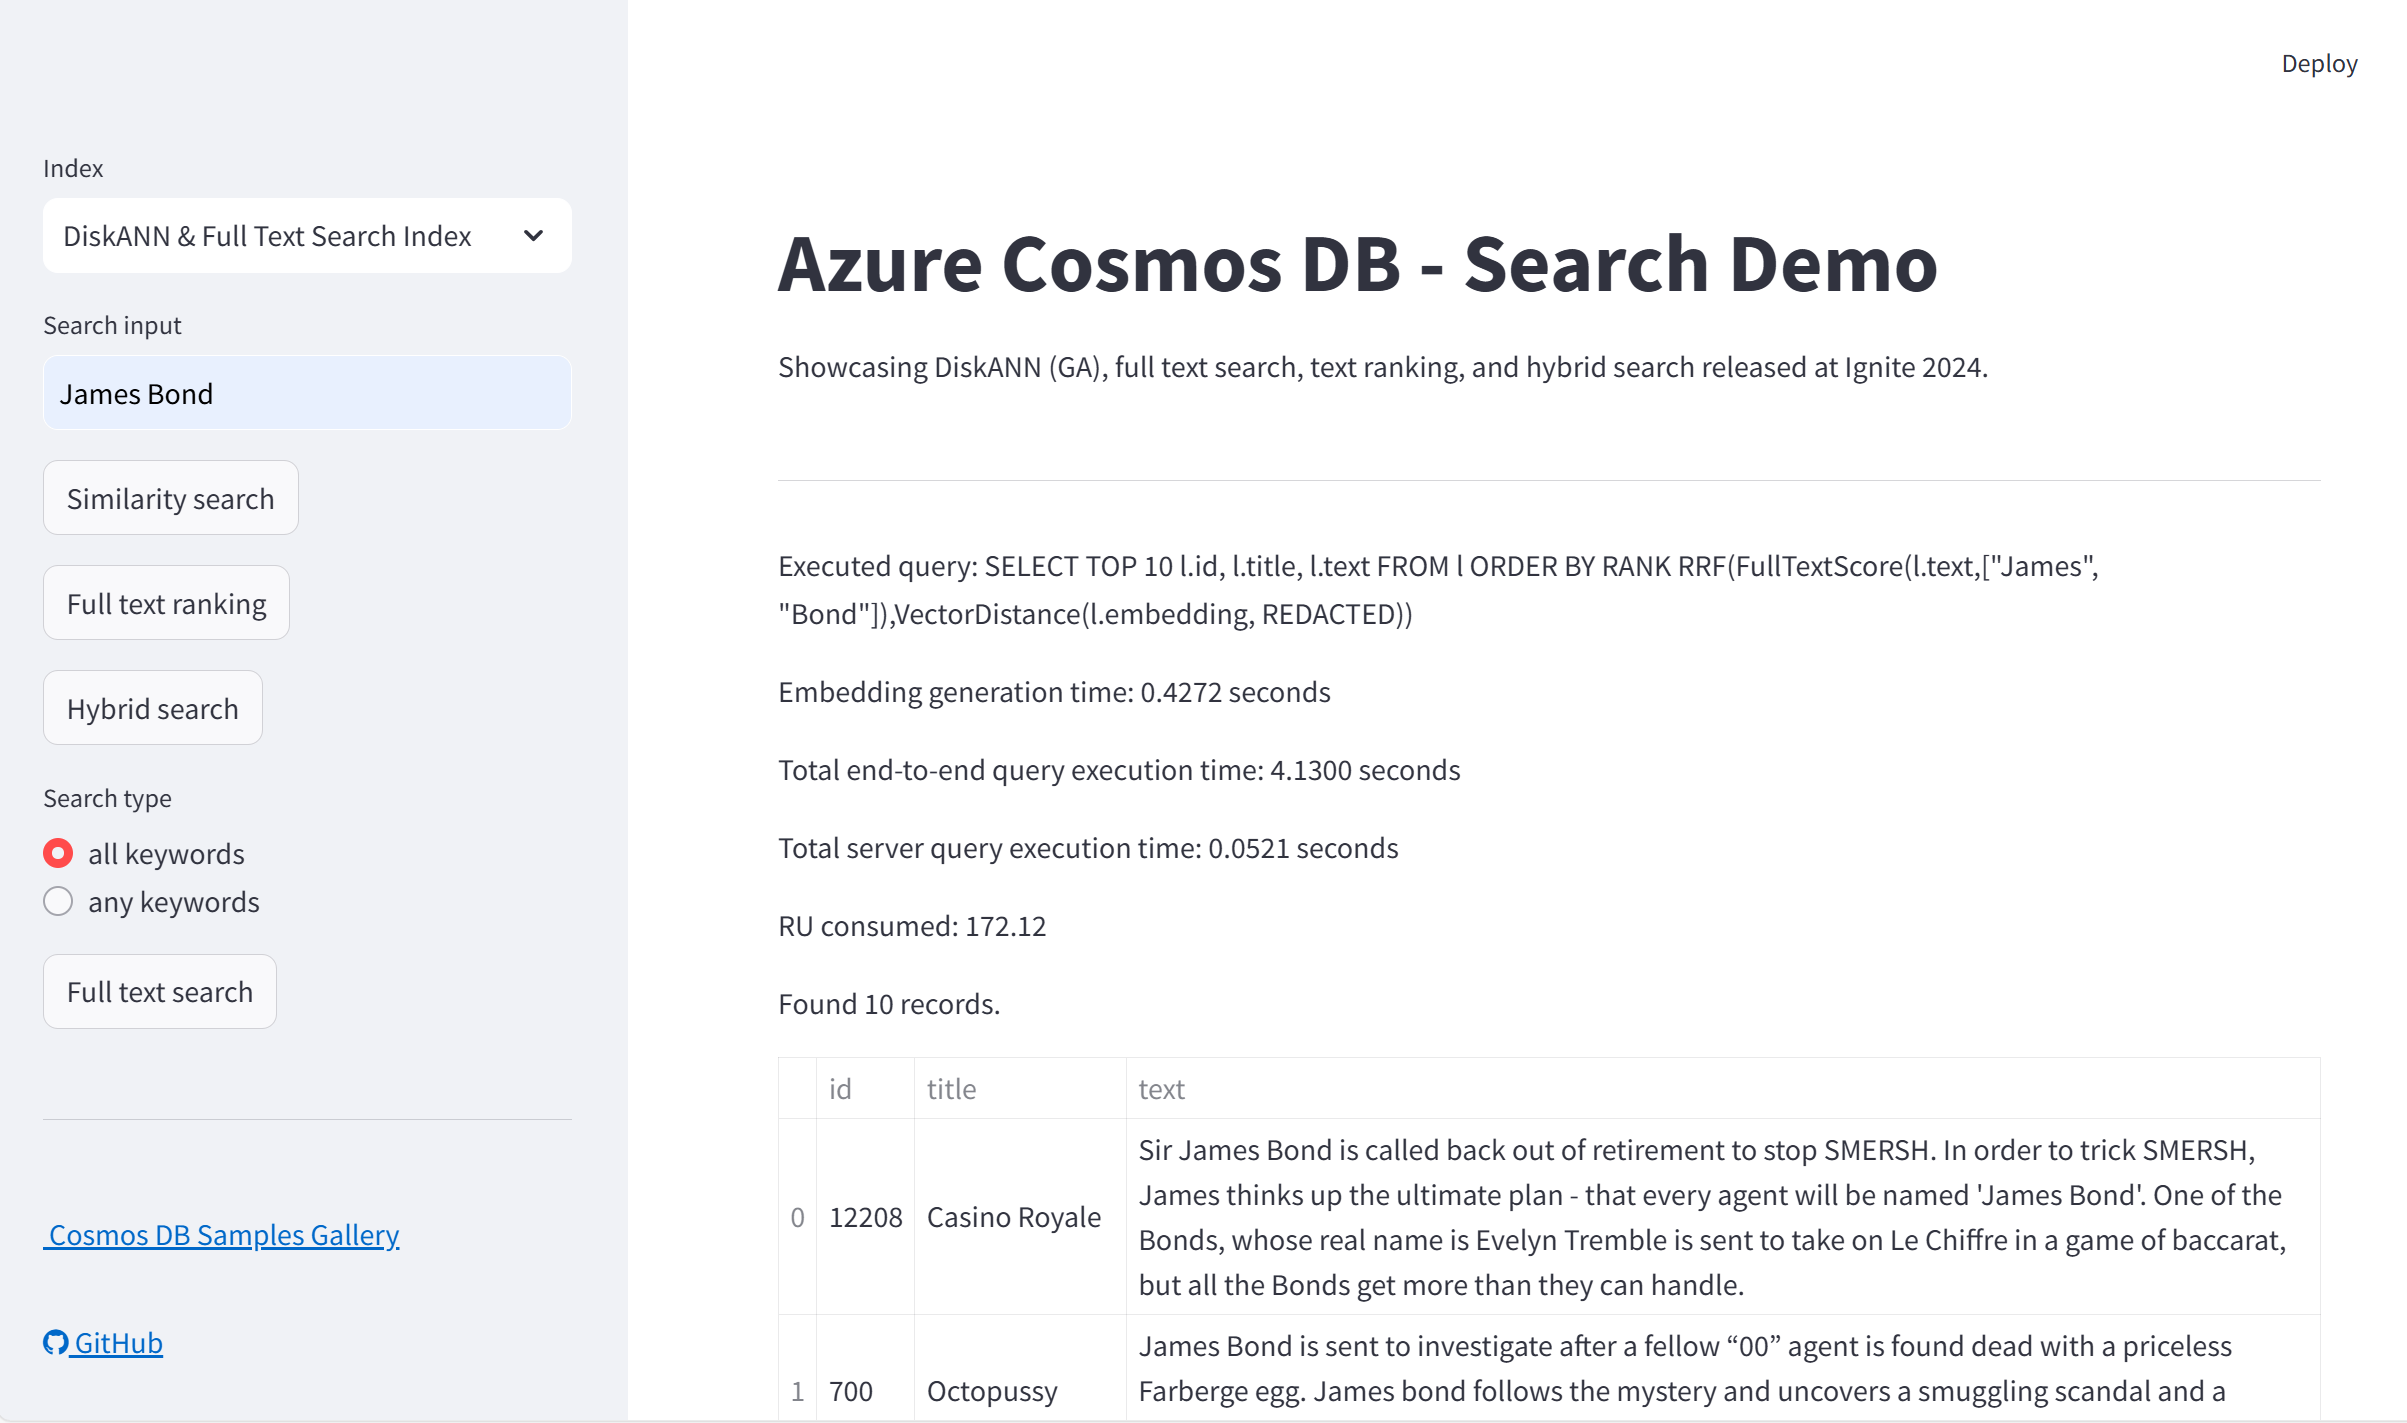 Deploy
Index
DiskANN & Full Text Search Index
Search input
James Bond
Similarity search
Full text ranking
Hybrid search
Search type
all keywords
any keywords
Full text search
Cosmos DB Samples Gallery
GitHub
Azure Cosmos DB - Search Demo
Showcasing DiskANN (GA), full text search, text ranking, and hybrid search released at Ignite 2024.
Executed query: SELECT TOP 10 l.id, l.title, l.text FROM l ORDER BY RANK RRF(FullTextScore(l.text,["James",
"Bond"]),VectorDistance(l.embedding, REDACTED))
Embedding generation time: 0.4272 seconds
Total end-to-end query execution time: 4.1300 seconds
Total server query execution time: 0.0521 seconds
RU consumed: 172.12
Found 10 records.
id title text
0 12208 Casino Royale Sir James Bond is called back out of retirement to stop SMERSH. In order to trick SMERSH,
James thinks up the ultimate plan - that every agent will be named 'James Bond'. One of the
Bonds, whose real name is Evelyn Tremble is sent to take on Le Chiffre in a game of baccarat,
but all the Bonds get more than they can handle.
1 700 Octopussy James Bond is sent to investigate after a fellow “00” agent is found dead with a priceless
Farberge egg. James bond follows the mystery and uncovers a smuggling scandal and a